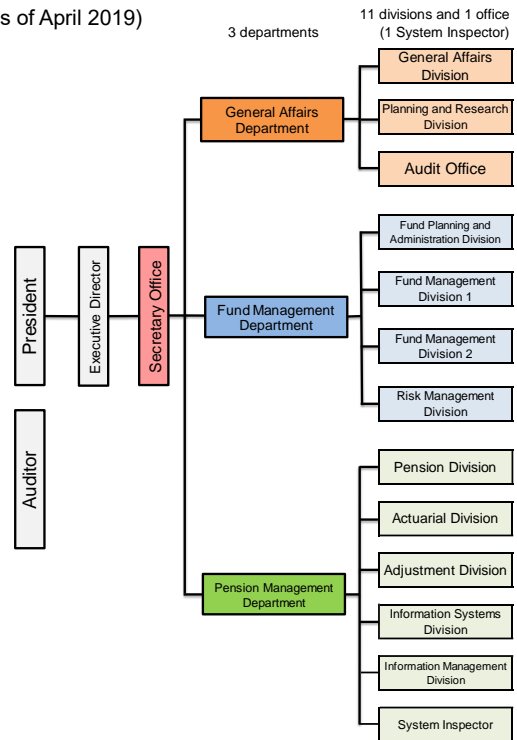 s of April 2019)
3 departments
11 divisions and 1 office
(1 System Inspector)
General Affairs
Department
General Affairs
Division
Planning and Research
Division
Audit Office
President
Executive Director
Secretary Office
Fund Management
Department
Fund Planning and
Administration Division
Fund Management
Division 1
Fund Management
Division 2
Risk Management
Division
Auditor
Pension Management
Department
Pension Division
Actuarial Division
Adjustment Division
Information Systems
Division
Information Management
Division
System Inspector